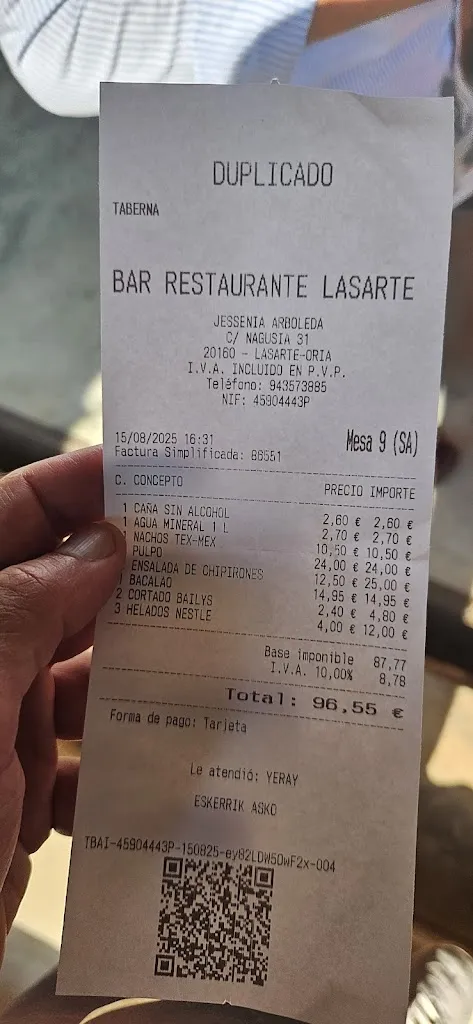 DUPLICADO
TABERNA
BAR RESTAURANTE LASARTE
JESSENIA ARBOLEDA
C/ NAGUSIA 31
20160 - LASARTE-ORIA
I.V.A. INCLUIDO EN P.V.P.
Teléfono: 943573885
NIF: 45904443P
15/08/2025 16:31 Mesa 9 (SA)
Factura Simplificada: 86551
C. CONCEPTO PRECIO IMPORTE
1 CAÑA SIN ALCOHOL 2,60 € 2,60 €
1 AGUA MINERAL 1 L 2,70 € 2,70 €
1 NACHOS TEX-MEX 10,50 € 10,50 €
PULPO 24,00 € 24,00 €
ENSALADA DE CHIPIRONES 12,50 € 25,00 €
1 BACALAO 14,95 € 14,95 €
2 CORTADO BAILYS 2,40 € 4,80 €
3 HELADOS NESTLE 4,00 € 12,00 €
Base imponible 87,77
I.V.A. 10,00% 8,78
Total: 96,55 €
Forma de pago: Tarjeta
Le atendió: YERAY
ESKERRIK ASKO
TBAI-45904443P-150825-ey82LDW5OwF2x-004